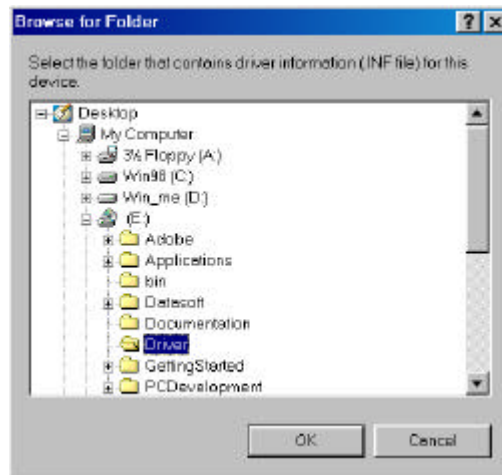 Browse for Folder
Select the folder that contains driver information (.INF file) for this
device.
Desktop
My Computer
3½ Floppy (A:)
Win98 (C:)
Win_me (D:)
(E:)
Adobe
Applications
bin
Datasoft
Documentation
Driver
GettingStarted
PCDevelopment
OK Cancel